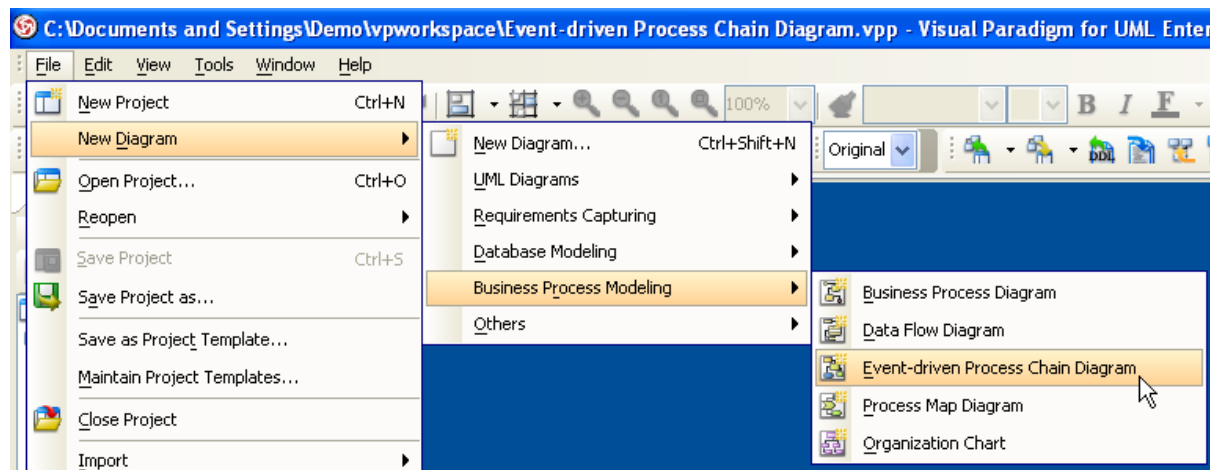 C:\Documents and Settings\Demo\vpworkspace\Event-driven Process Chain Diagram.vpp - Visual Paradigm for UML Enter
File Edit View Tools Window Help
New Project Ctrl+N
100%
B I F
New Diagram
New Diagram... Ctrl+Shift+N
Original
DDL
Open Project... Ctrl+O
UML Diagrams
Reopen
Requirements Capturing
Save Project Ctrl+S
Database Modeling
Save Project as...
Business Process Modeling
Business Process Diagram
Save as Project Template...
Others
Data Flow Diagram
Maintain Project Templates...
Event-driven Process Chain Diagram
Close Project
Process Map Diagram
Import
Organization Chart